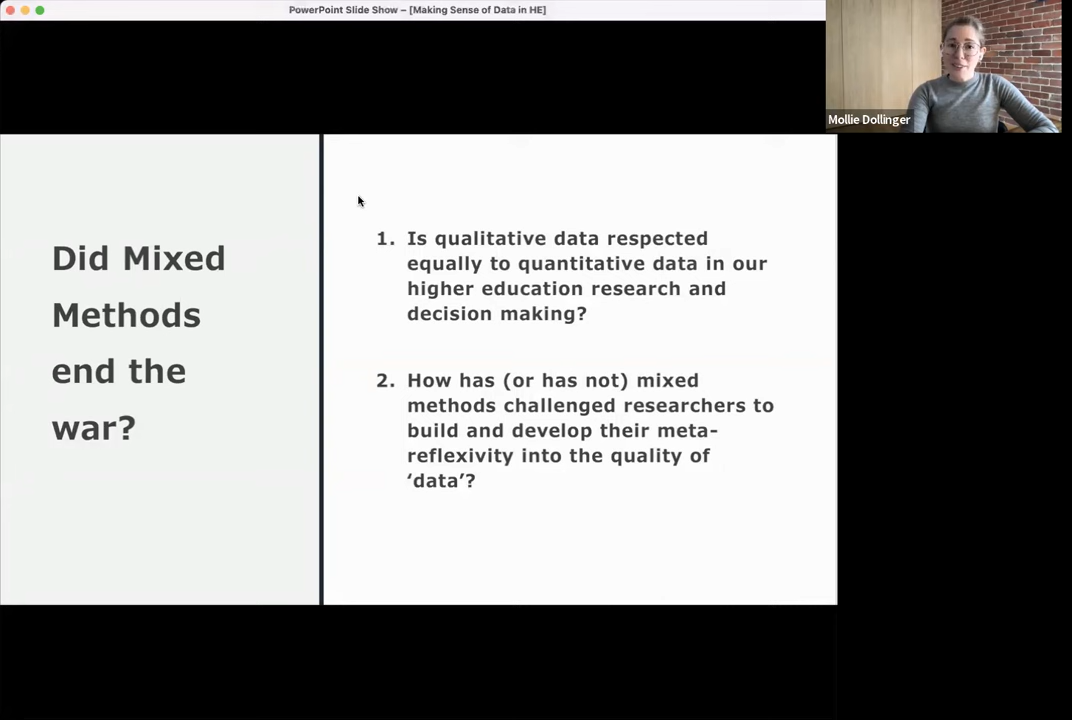 PowerPoint Slide Show – [Making Sense of Data in HE]
Mollie Dollinger
Did Mixed
Methods
end the
war?
1. Is qualitative data respected
equally to quantitative data in our
higher education research and
decision making?
2. How has (or has not) mixed
methods challenged researchers to
build and develop their meta-
reflexivity into the quality of
‘data’?